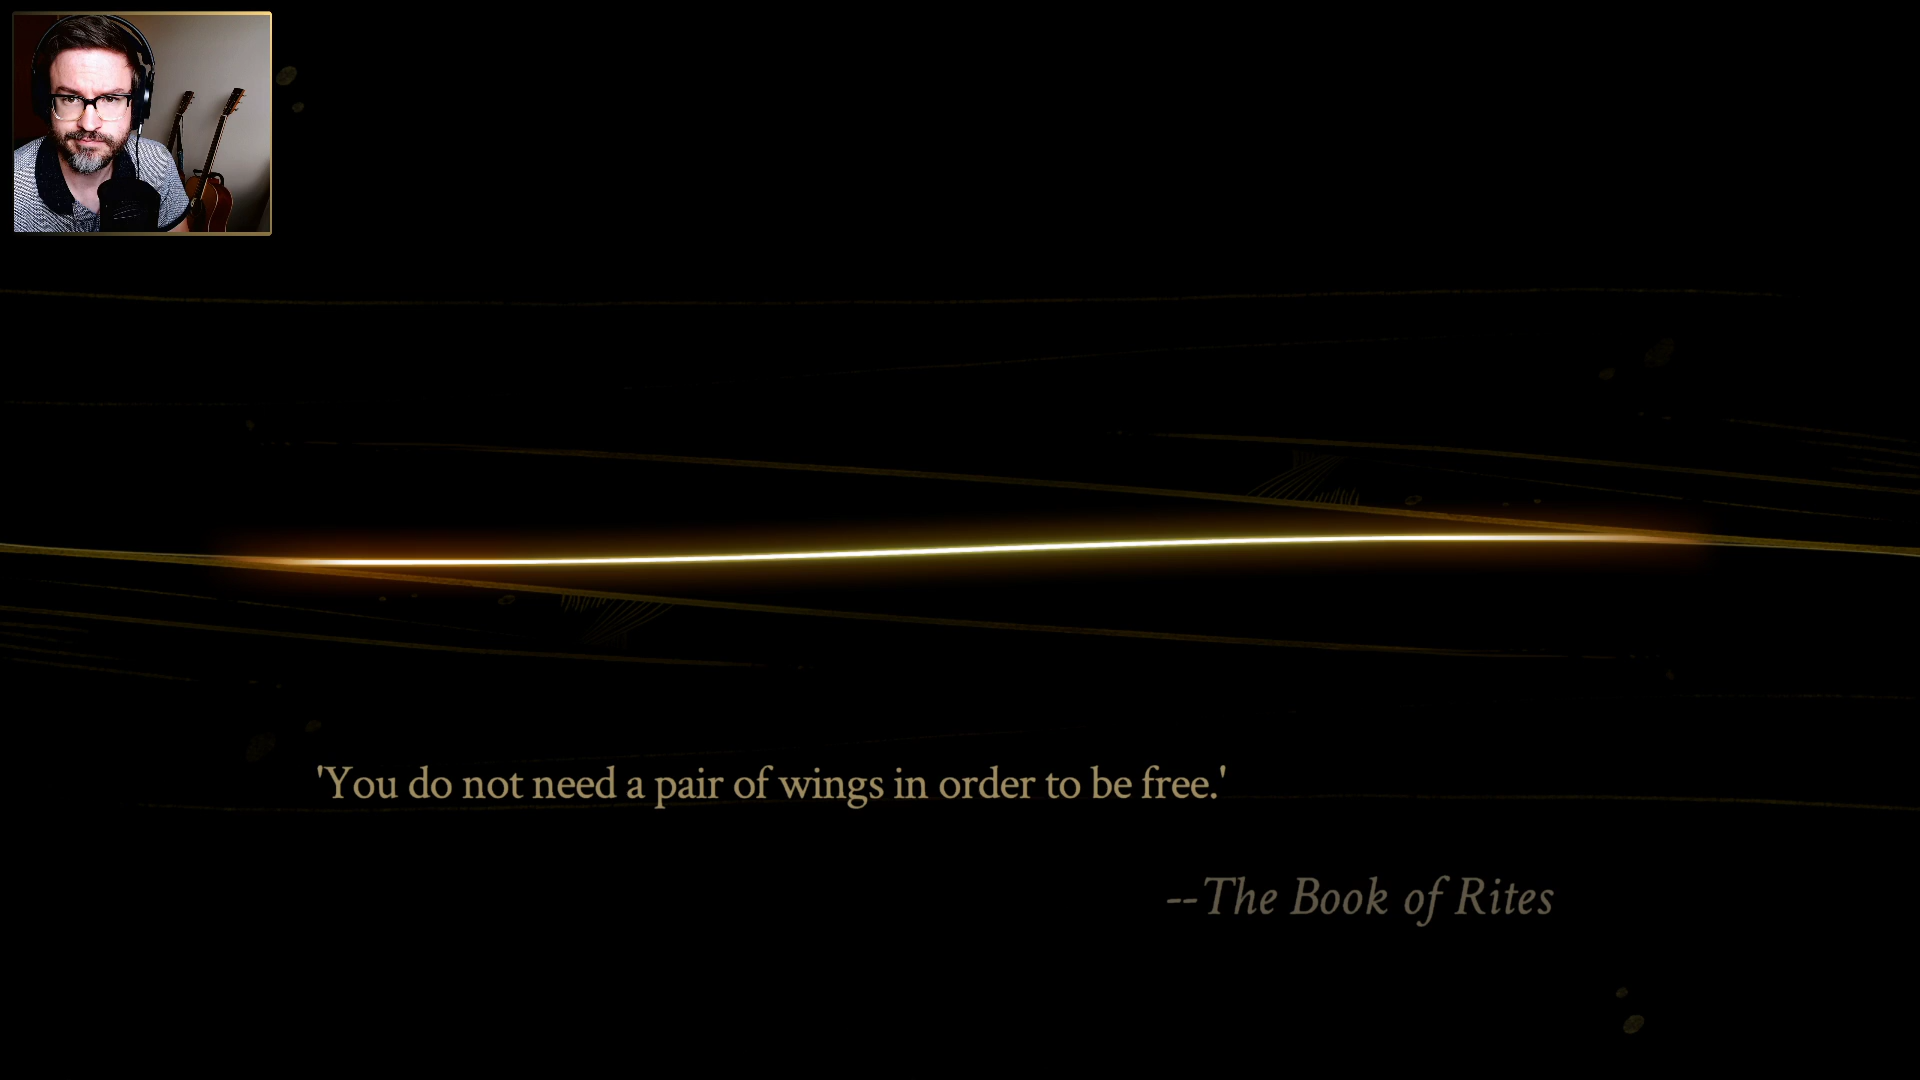 'You do not need a pair of wings in order to be free.'
--The Book of Rites